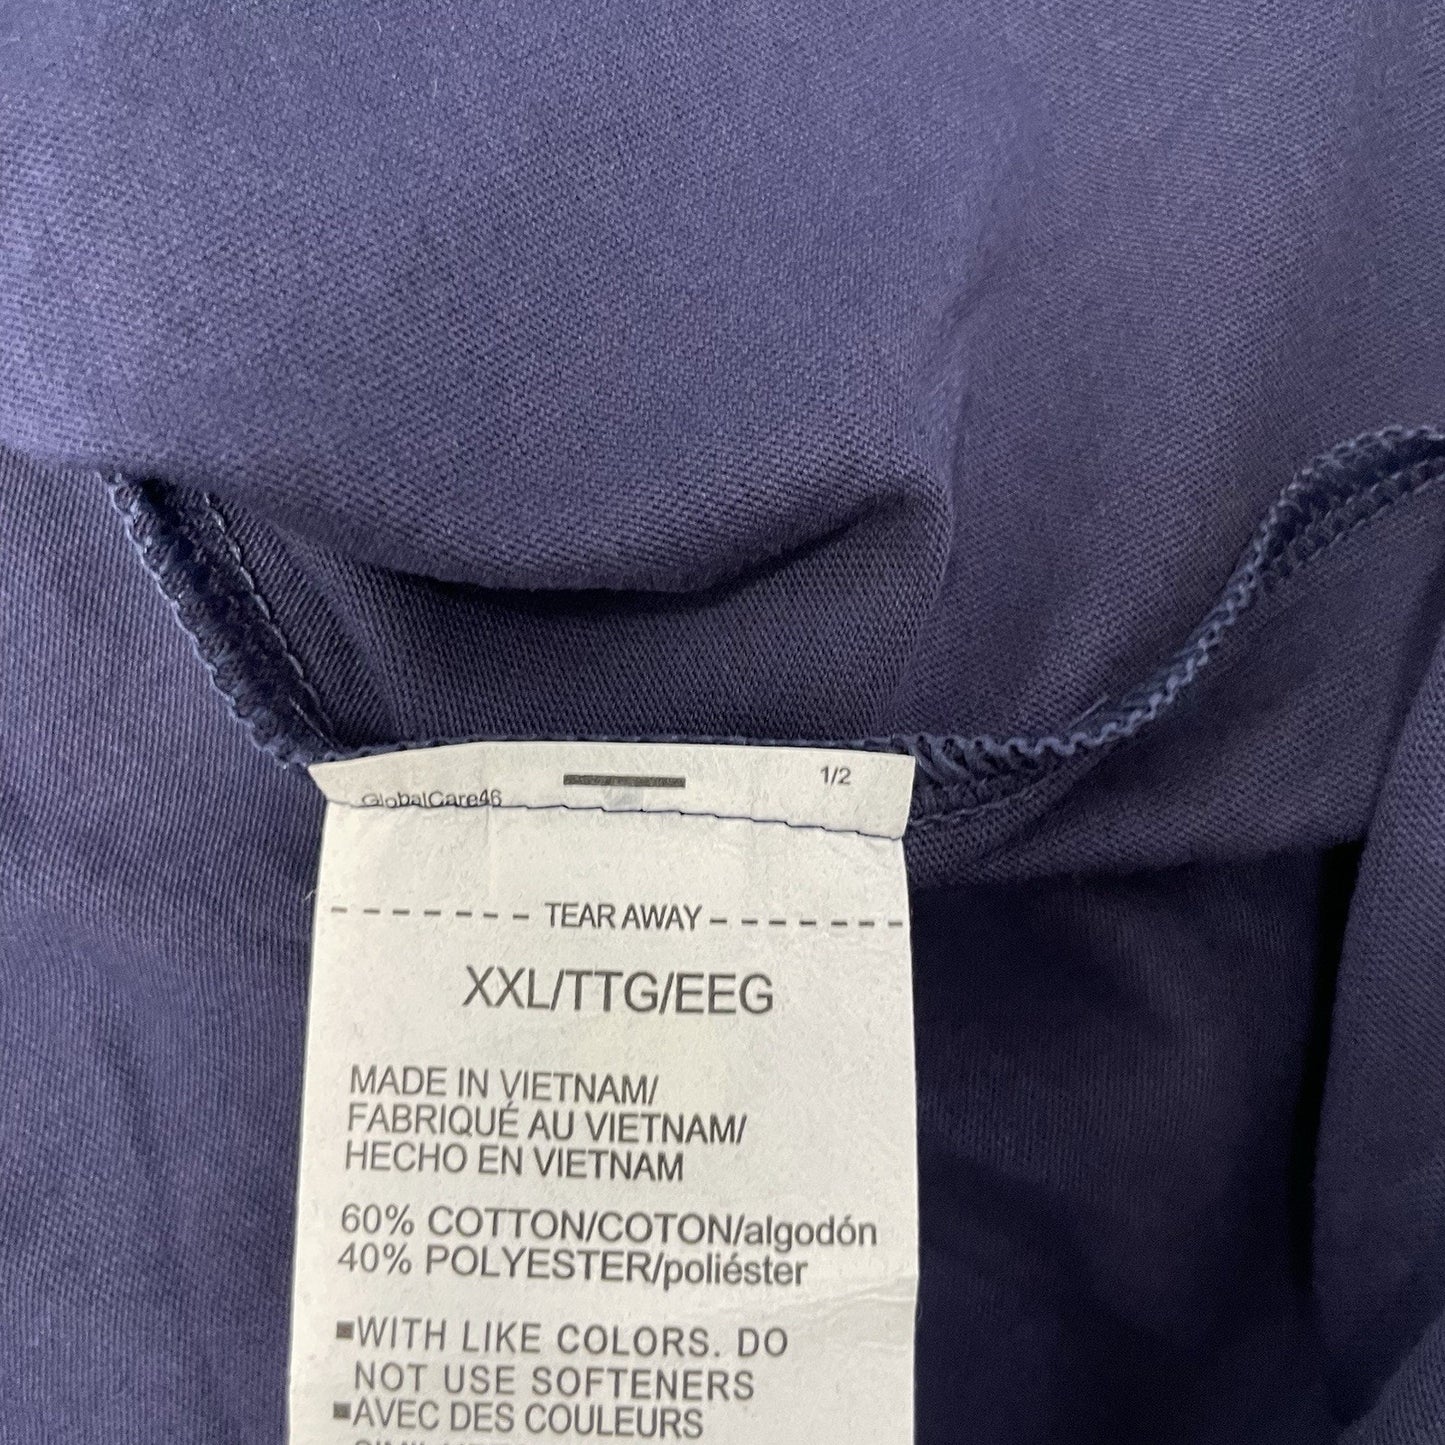 1/2
GlobalCare46
TEAR AWAY
XXL/TTG/EEG
MADE IN VIETNAM/
FABRIQUÉ AU VIETNAM/
HECHO EN VIETNAM
60% COTTON/COTON/algodón
40% POLYESTER/poliéster
WITH LIKE COLORS. DO
NOT USE SOFTENERS
AVEC DES COULEURS